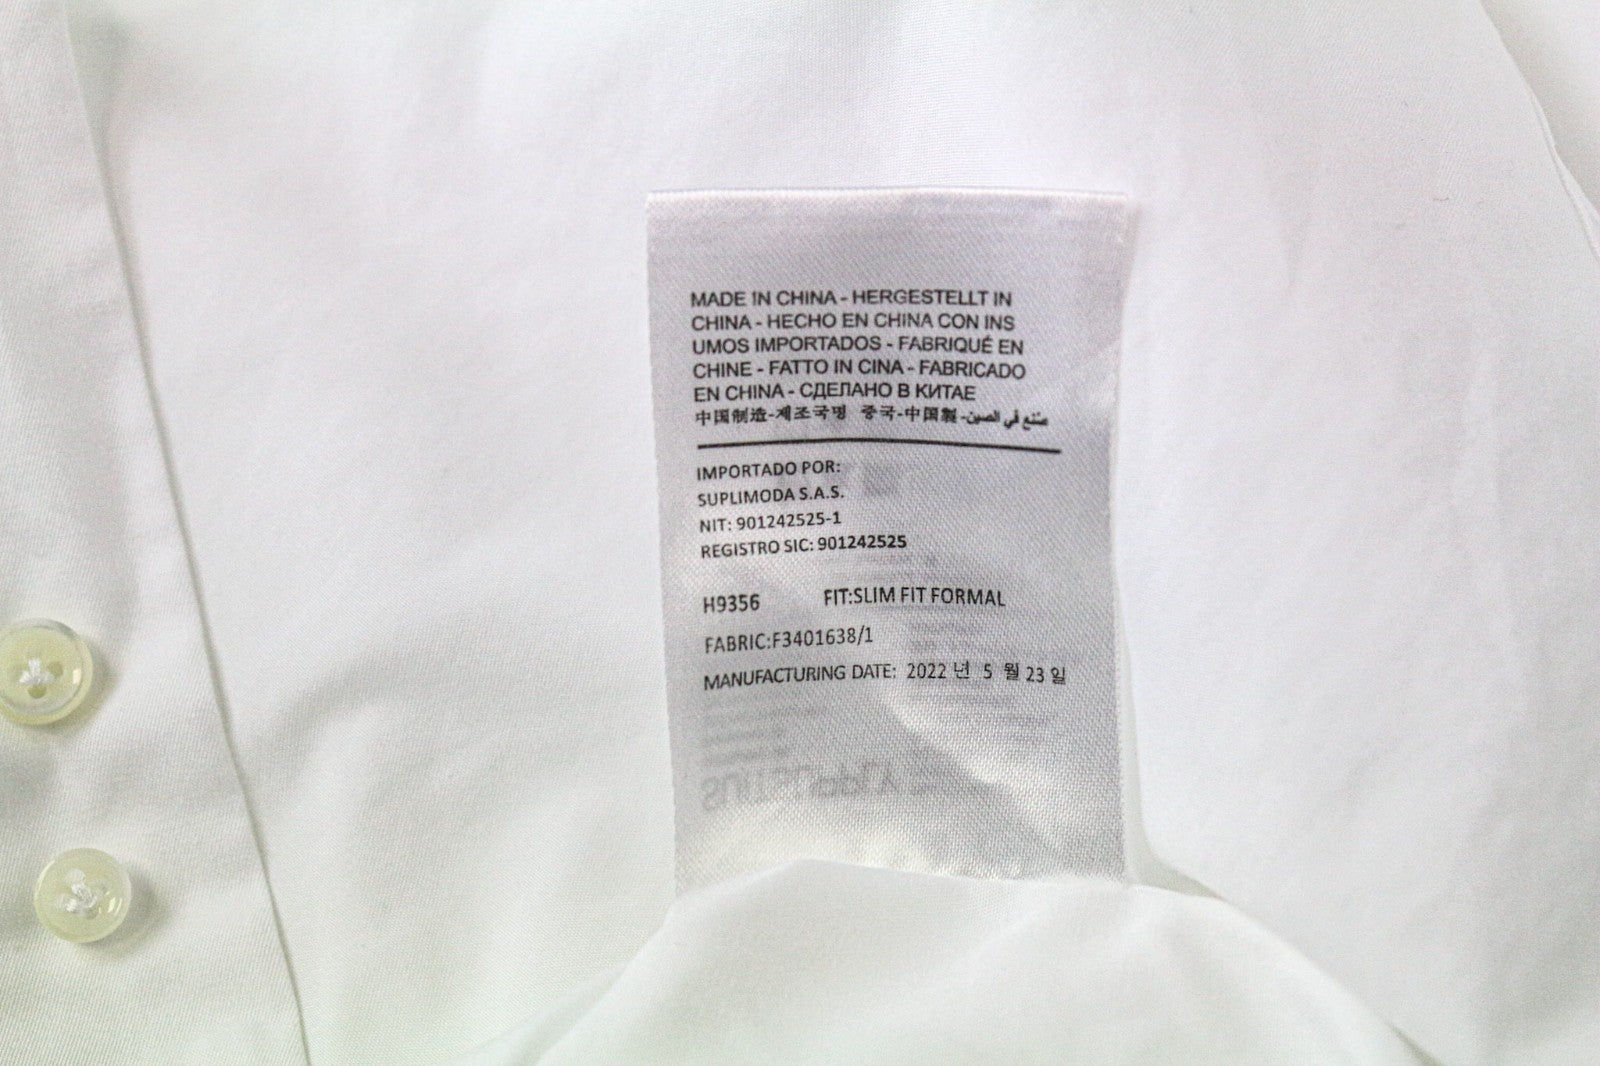 MADE IN CHINA - HERGESTELLT IN
CHINA - HECHO EN CHINA CON INS
UMOS IMPORTADOS - FABRIQUÉ EN
CHINE - FATTO IN CINA - FABRICADO
EN CHINA - СДЕЛАНО В КИТАЕ
中国制造-제조국명 중국-中国製-صنع في الصين
IMPORTADO POR:
SUPLIMODA S.A.S.
NIT: 901242525-1
REGISTRO SIC: 901242525
H9356 FIT:SLIM FIT FORMAL
FABRIC:F3401638/1
MANUFACTURING DATE: 2022 년 5 월 23 일